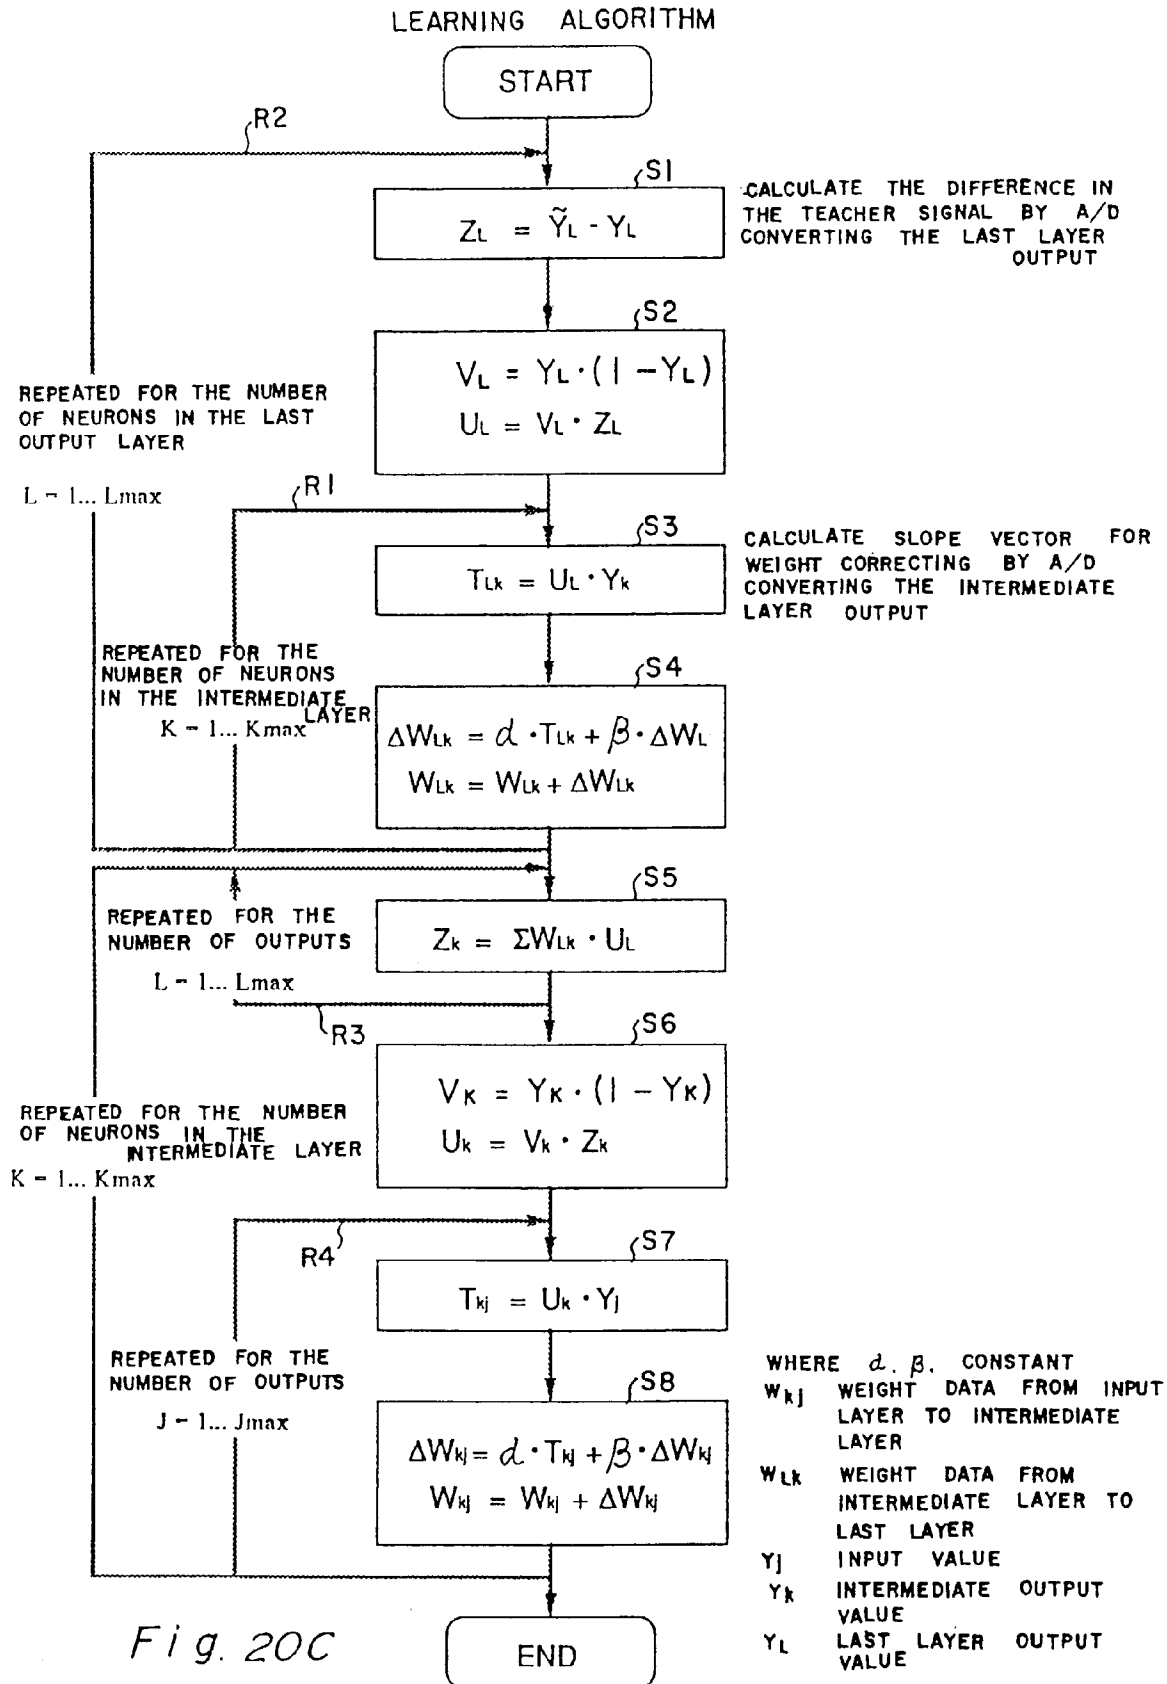 LEARNING ALGORITHM
START
R2
S1
Z_L = Ỹ_L - Y_L
CALCULATE THE DIFFERENCE IN
THE TEACHER SIGNAL BY A/D
CONVERTING THE LAST LAYER
OUTPUT
S2
V_L = Y_L · (1 - Y_L)
U_L = V_L · Z_L
REPEATED FOR THE NUMBER
OF NEURONS IN THE LAST
OUTPUT LAYER
L - 1... Lmax
R1
S3
T_Lk = U_L · Y_k
CALCULATE SLOPE VECTOR FOR
WEIGHT CORRECTING BY A/D
CONVERTING THE INTERMEDIATE
LAYER OUTPUT
REPEATED FOR THE
NUMBER OF NEURONS
IN THE INTERMEDIATE
LAYER
K - 1... Kmax
S4
ΔW_Lk = α · T_Lk + β · ΔW_L
W_Lk = W_Lk + ΔW_Lk
S5
Z_k = ΣW_Lk · U_L
REPEATED FOR THE
NUMBER OF OUTPUTS
L - 1... Lmax
R3
S6
V_K = Y_K · (1 - Y_K)
U_k = V_k · Z_k
REPEATED FOR THE NUMBER
OF NEURONS IN THE
INTERMEDIATE LAYER
K - 1... Kmax
R4
S7
T_kj = U_k · Y_j
REPEATED FOR THE
NUMBER OF OUTPUTS
J - 1... Jmax
S8
ΔW_kj = α · T_kj + β · ΔW_kj
W_kj = W_kj + ΔW_kj
WHERE α, β, CONSTANT
W_kj WEIGHT DATA FROM INPUT
LAYER TO INTERMEDIATE
LAYER
W_Lk WEIGHT DATA FROM
INTERMEDIATE LAYER TO
LAST LAYER
Y_j INPUT VALUE
Y_k INTERMEDIATE OUTPUT
VALUE
Y_L LAST LAYER OUTPUT
VALUE
END
Fig. 20C